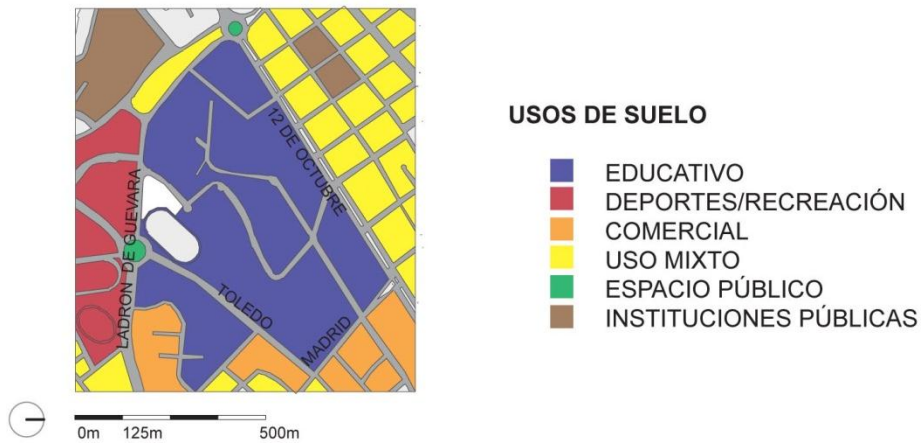 12 DE OCTUBRE
LADRÓN DE GUEVARA
TOLEDO
MADRID
0m 125m 500m
USOS DE SUELO
EDUCATIVO
DEPORTES/RECREACIÓN
COMERCIAL
USO MIXTO
ESPACIO PÚBLICO
INSTITUCIONES PÚBLICAS